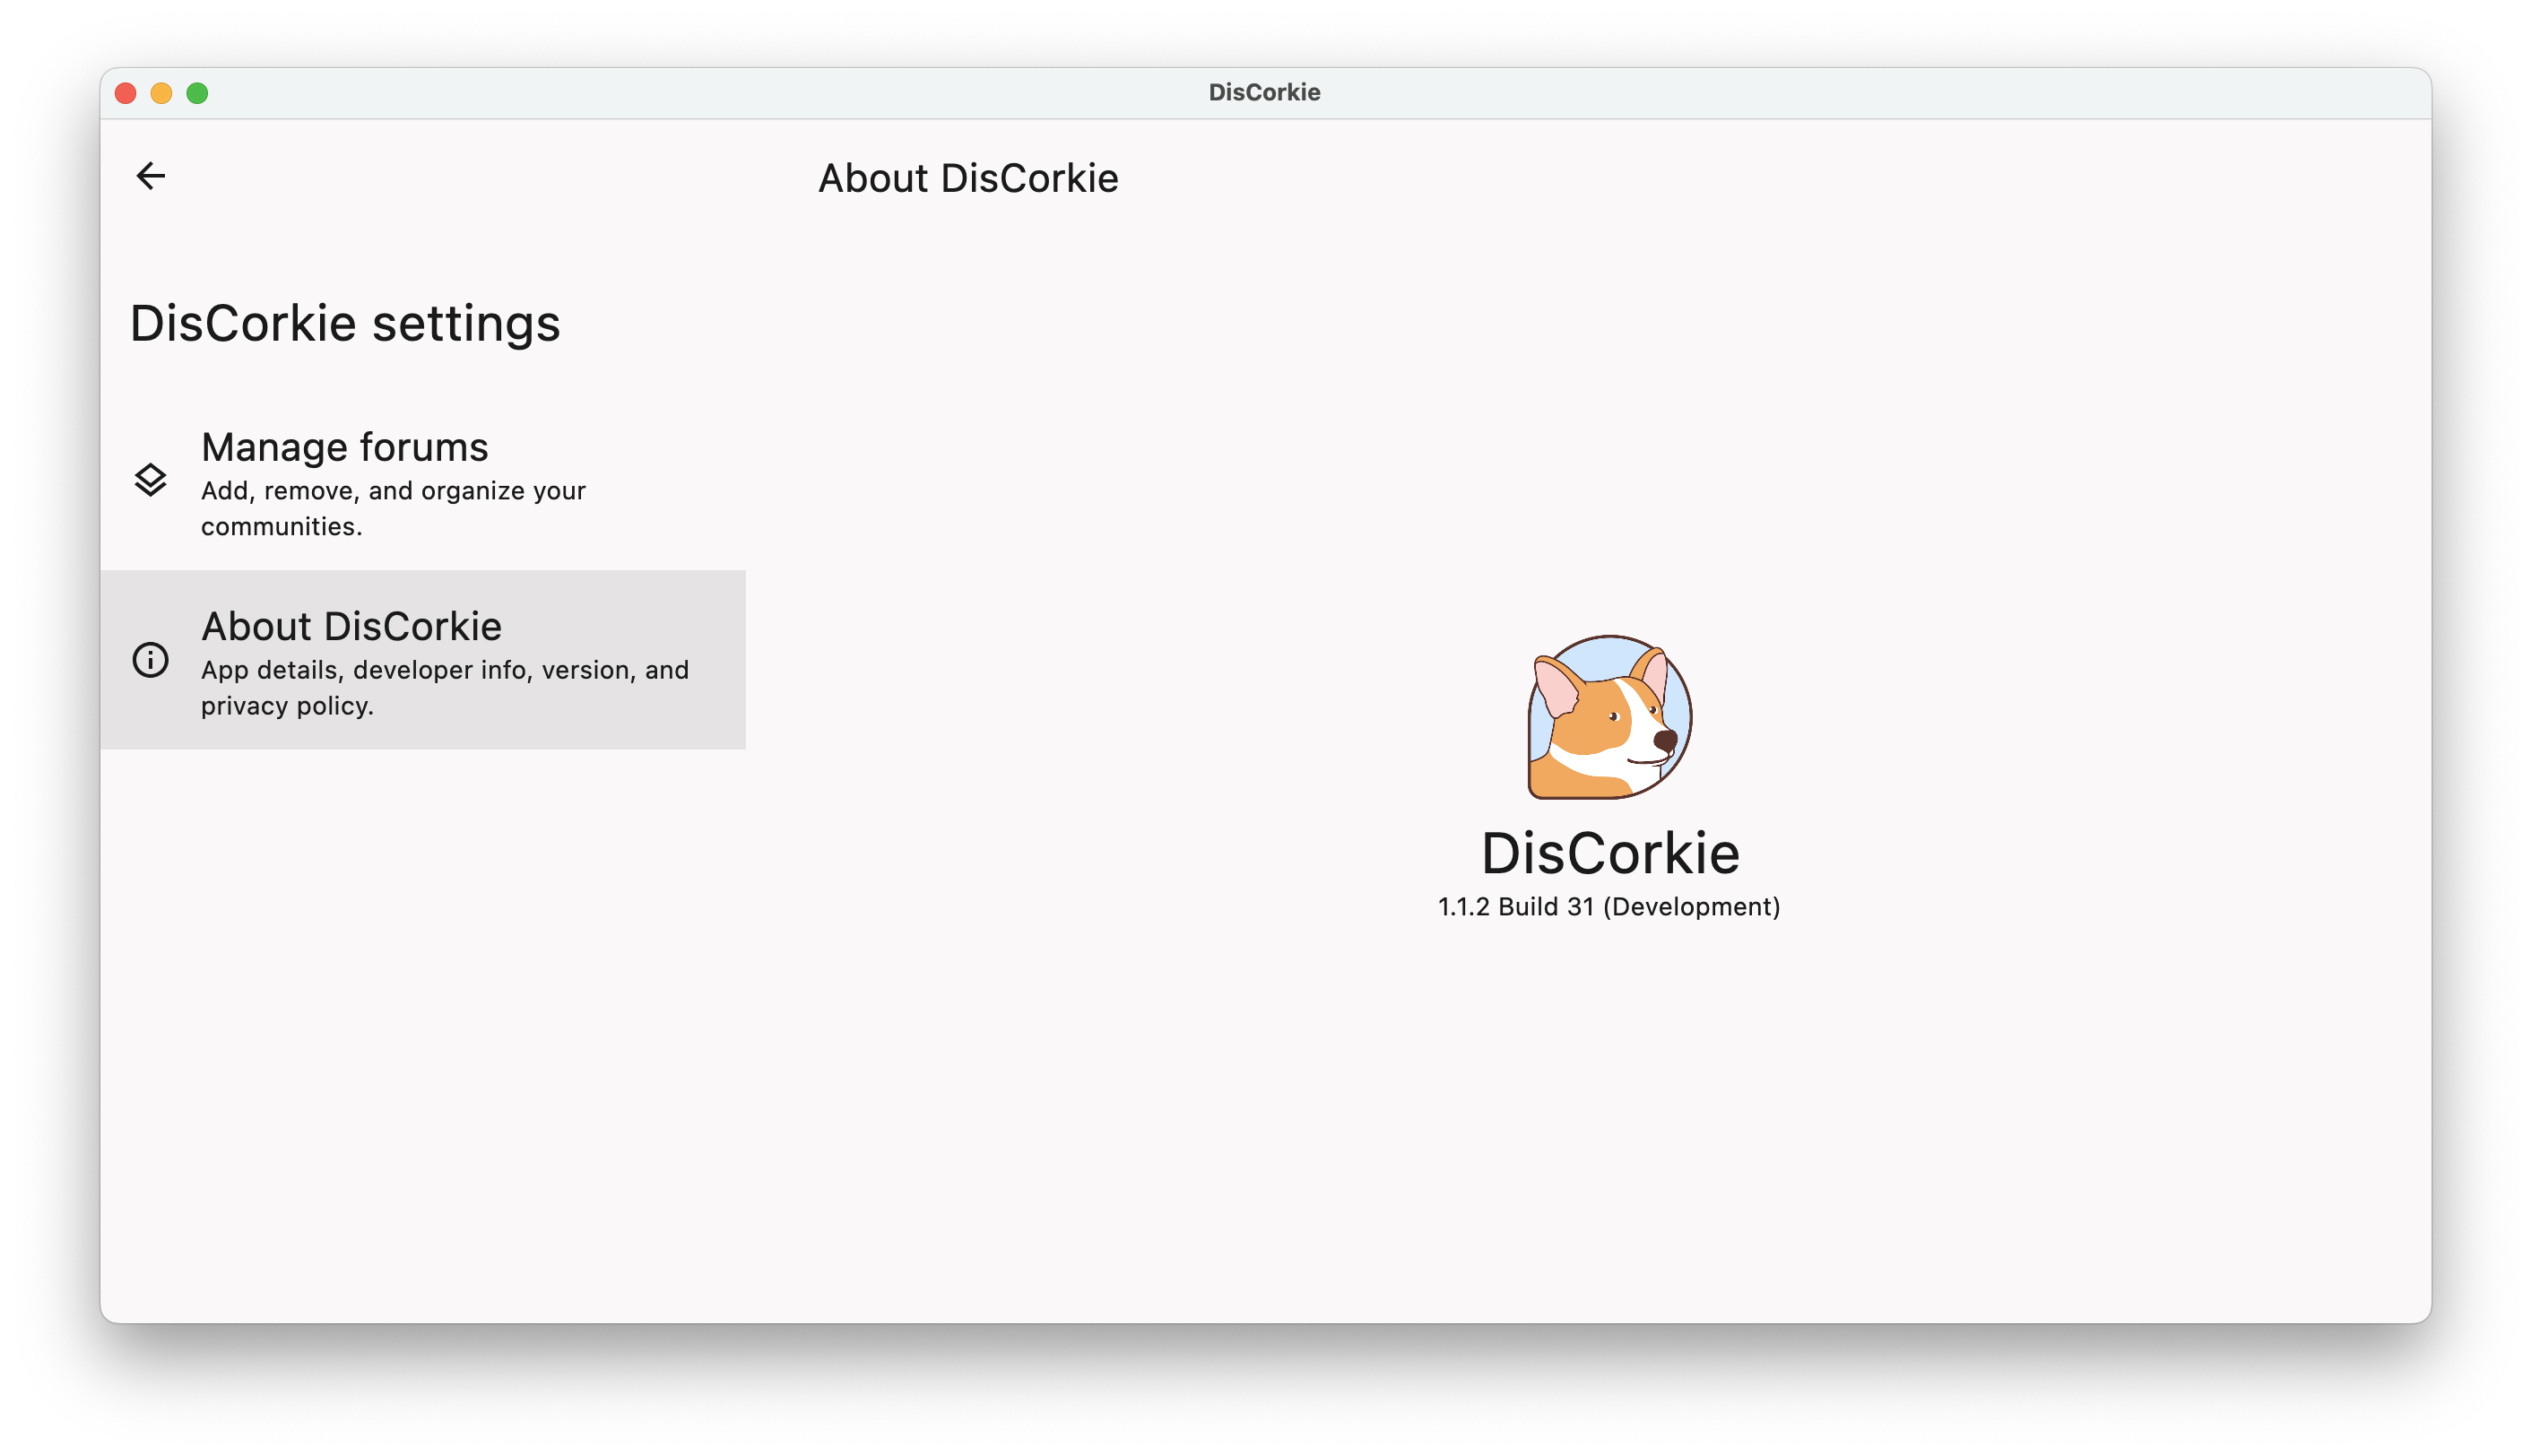 DisCorkie
About DisCorkie
DisCorkie settings
Manage forums
Add, remove, and organize your
communities.
About DisCorkie
App details, developer info, version, and
privacy policy.
DisCorkie
1.1.2 Build 31 (Development)